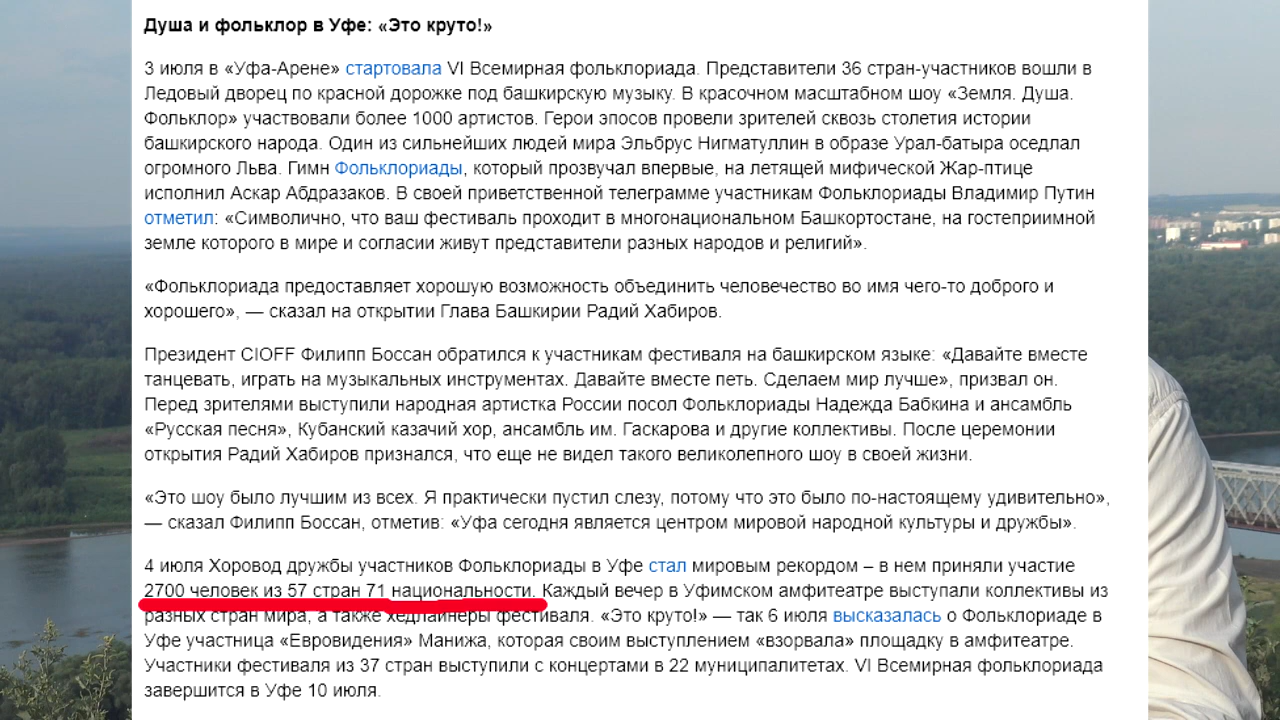 Душа и фольклор в Уфе: «Это круто!»
3 июля в «Уфа-Арене» стартовала VI Всемирная фольклориада. Представители 36 стран-участников вошли в
Ледовый дворец по красной дорожке под башкирскую музыку. В красочном масштабном шоу «Земля. Душа.
Фольклор» участвовали более 1000 артистов. Герои эпосов провели зрителей сквозь столетия истории
башкирского народа. Один из сильнейших людей мира Эльбрус Нигматуллин в образе Урал-батыра оседлал
огромного Льва. Гимн Фольклориады, который прозвучал впервые, на летящей мифической Жар-птице
исполнил Аскар Абдразаков. В своей приветственной телеграмме участникам Фольклориады Владимир Путин
отметил: «Символично, что ваш фестиваль проходит в многонациональном Башкортостане, на гостеприимной
земле которого в мире и согласии живут представители разных народов и религий».
«Фольклориада предоставляет хорошую возможность объединить человечество во имя чего-то доброго и
хорошего», — сказал на открытии Глава Башкирии Радий Хабиров.
Президент CIOFF Филипп Боссан обратился к участникам фестиваля на башкирском языке: «Давайте вместе
танцевать, играть на музыкальных инструментах. Давайте вместе петь. Сделаем мир лучше», призвал он.
Перед зрителями выступили народная артистка России посол Фольклориады Надежда Бабкина и ансамбль
«Русская песня», Кубанский казачий хор, ансамбль им. Гаскарова и другие коллективы. После церемонии
открытия Радий Хабиров признался, что еще не видел такого великолепного шоу в своей жизни.
«Это шоу было лучшим из всех. Я практически пустил слезу, потому что это было по-настоящему удивительно»,
— сказал Филипп Боссан, отметив: «Уфа сегодня является центром мировой народной культуры и дружбы».
4 июля Хоровод дружбы участников Фольклориады в Уфе стал мировым рекордом – в нем приняли участие
2700 человек из 57 стран 71 национальности. Каждый вечер в Уфимском амфитеатре выступали коллективы из
разных стран мира, а также хедлайнеры фестиваля. «Это круто!» — так 6 июля высказалась о Фольклориаде в
Уфе участница «Евровидения» Манижа, которая своим выступлением «взорвала» площадку в амфитеатре.
Участники фестиваля из 37 стран выступили с концертами в 22 муниципалитетах. VI Всемирная фольклориада
завершится в Уфе 10 июля.